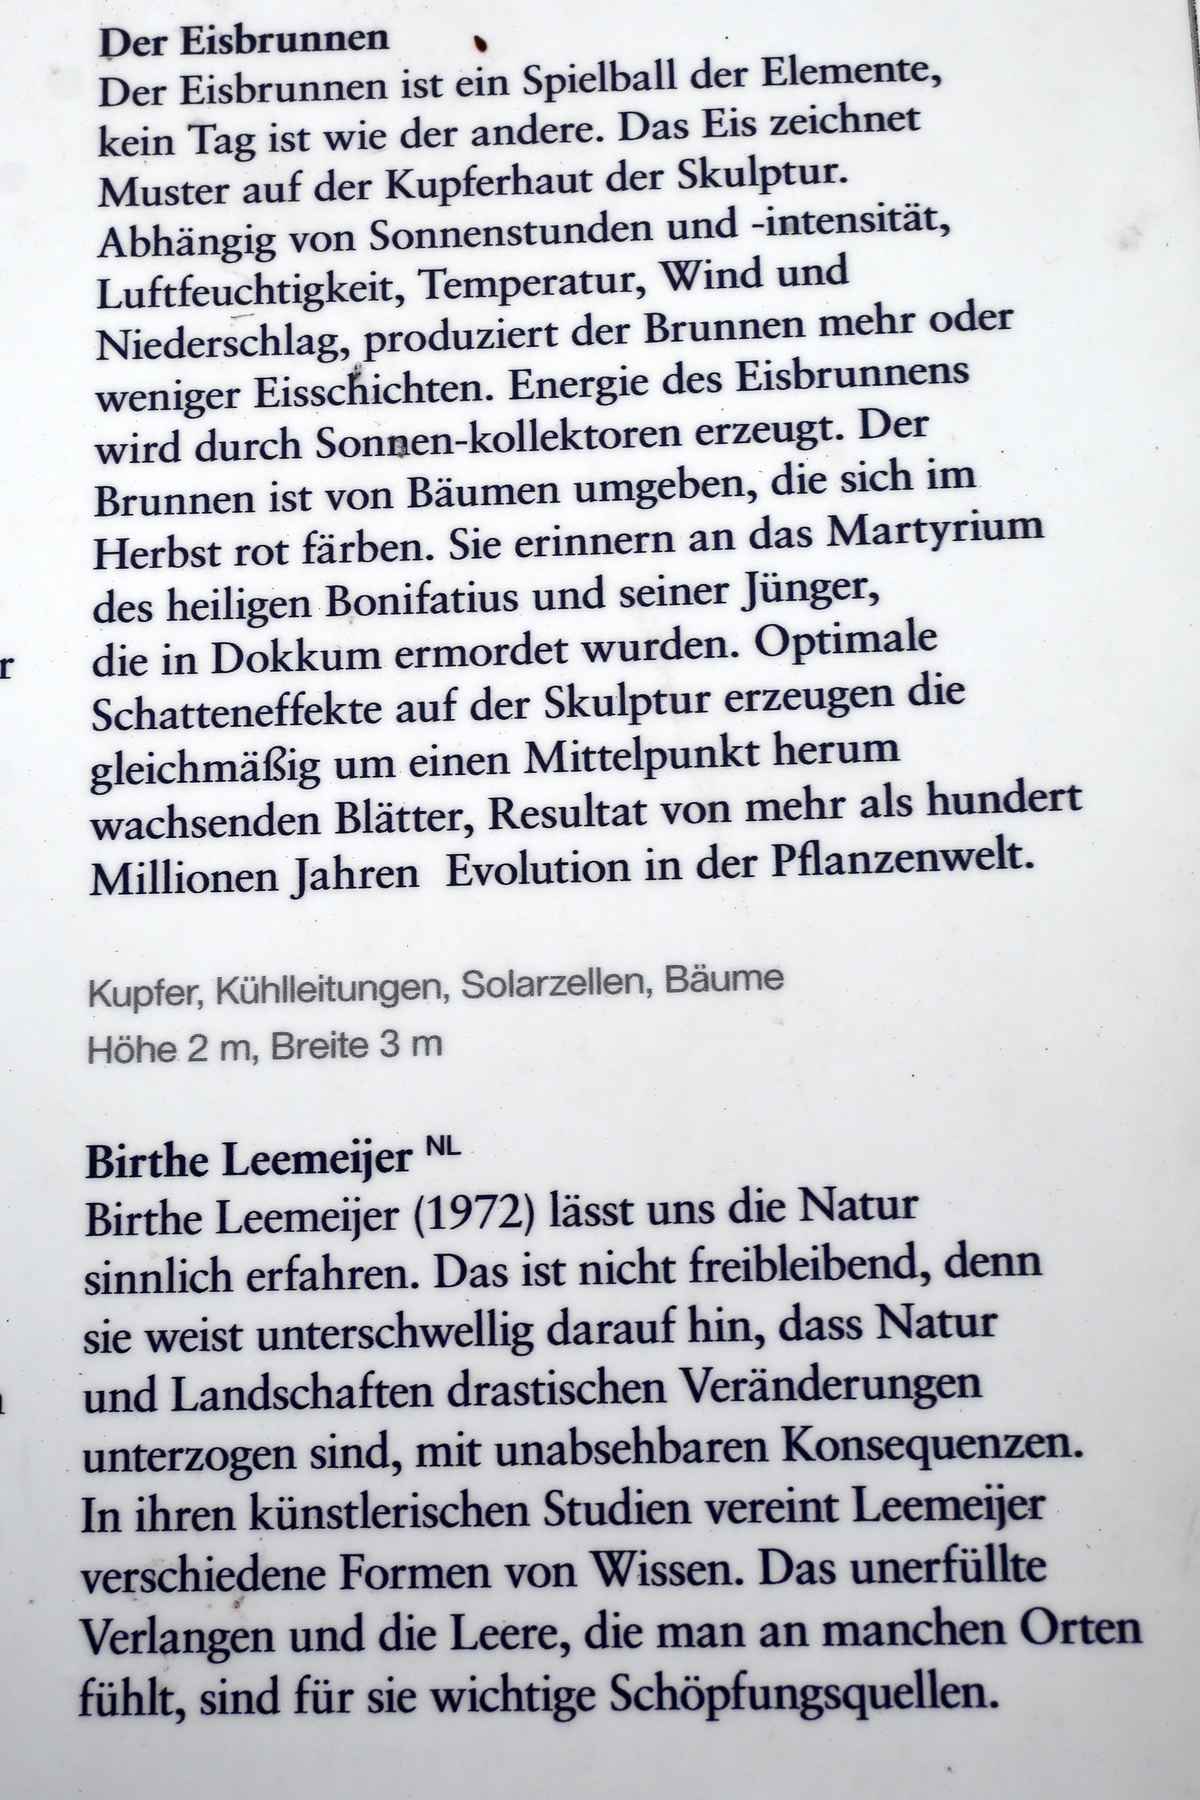 Der Eisbrunnen
Der Eisbrunnen ist ein Spielball der Elemente,
kein Tag ist wie der andere. Das Eis zeichnet
Muster auf der Kupferhaut der Skulptur.
Abhängig von Sonnenstunden und -intensität,
Luftfeuchtigkeit, Temperatur, Wind und
Niederschlag, produziert der Brunnen mehr oder
weniger Eisschichten. Energie des Eisbrunnens
wird durch Sonnen-kollektoren erzeugt. Der
Brunnen ist von Bäumen umgeben, die sich im
Herbst rot färben. Sie erinnern an das Martyrium
des heiligen Bonifatius und seiner Jünger,
die in Dokkum ermordet wurden. Optimale
Schatteneffekte auf der Skulptur erzeugen die
gleichmäßig um einen Mittelpunkt herum
wachsenden Blätter, Resultat von mehr als hundert
Millionen Jahren  Evolution in der Pflanzenwelt.
Kupfer, Kühlleitungen, Solarzellen, Bäume
Höhe 2 m, Breite 3 m
Birthe Leemeijer NL
Birthe Leemeijer (1972) lässt uns die Natur
sinnlich erfahren. Das ist nicht freibleibend, denn
sie weist unterschwellig darauf hin, dass Natur
und Landschaften drastischen Veränderungen
unterzogen sind, mit unabsehbaren Konsequenzen.
In ihren künstlerischen Studien vereint Leemeijer
verschiedene Formen von Wissen. Das unerfüllte
Verlangen und die Leere, die man an manchen Orten
fühlt, sind für sie wichtige Schöpfungsquellen.